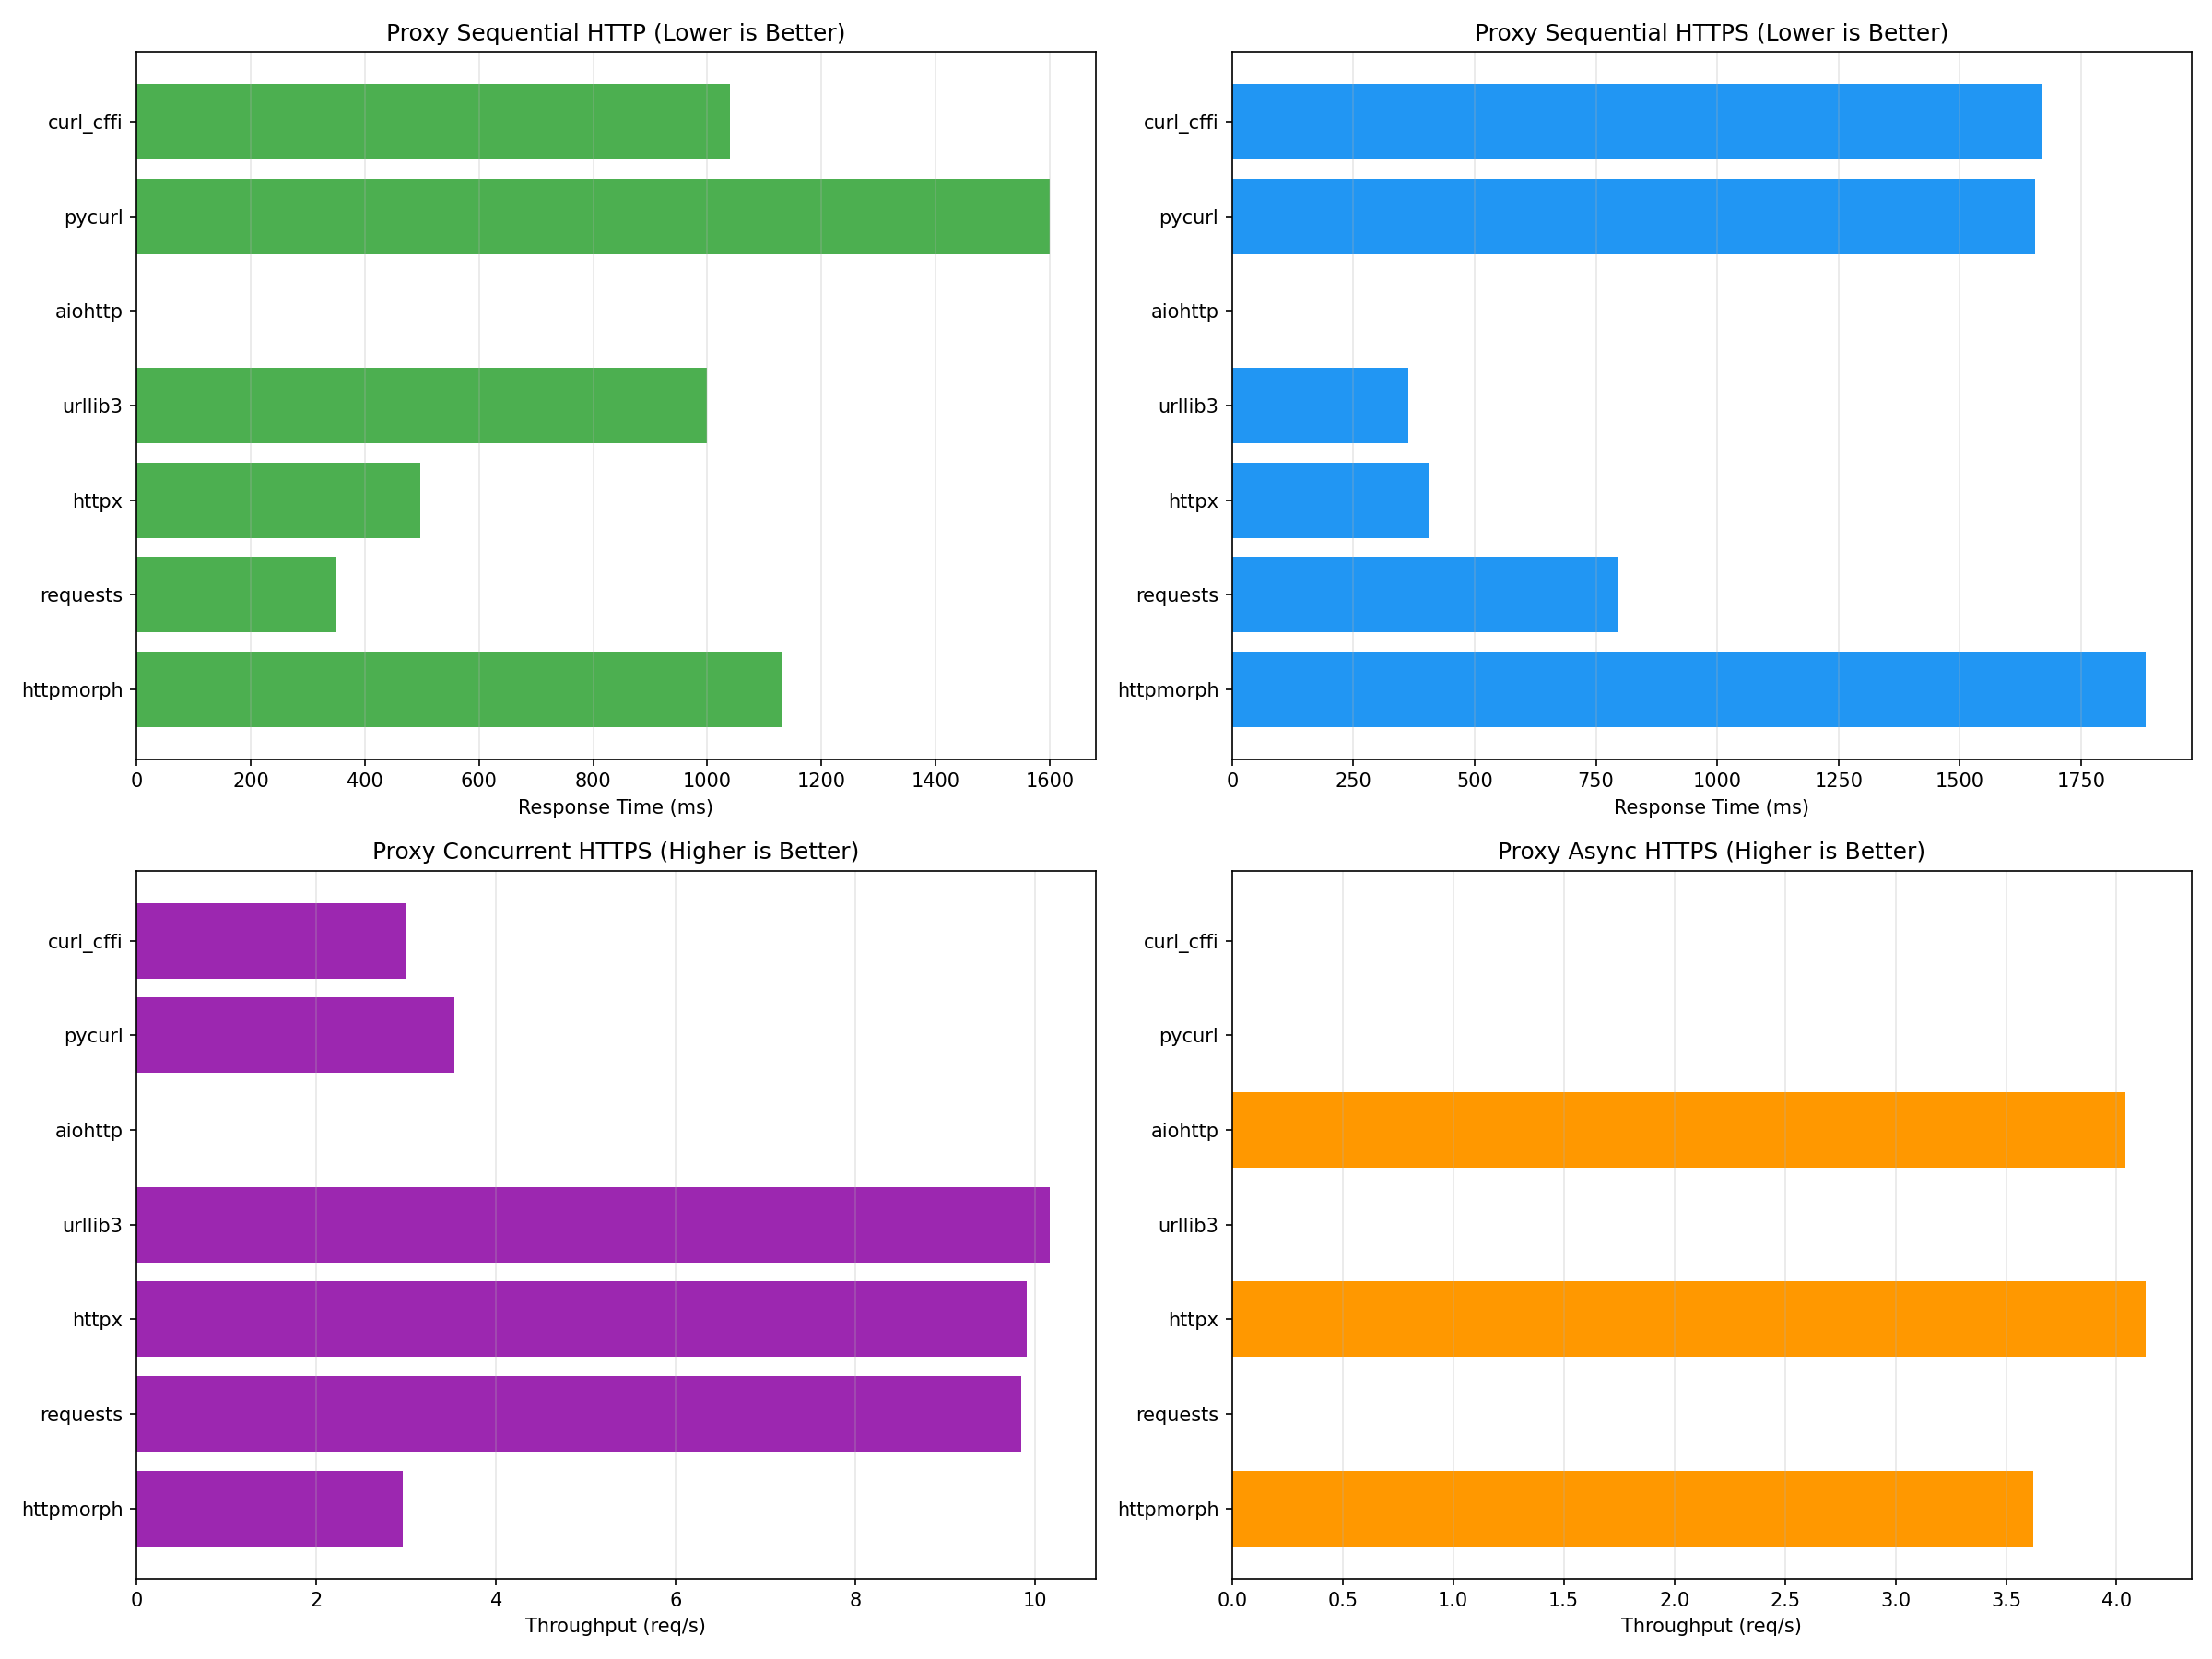 Proxy Sequential HTTP (Lower is Better)
curl_cffi
pycurl
aiohttp
urllib3
httpx
requests
httpmorph
0 200 400 600 800 1000 1200 1400 1600
Response Time (ms)
Proxy Sequential HTTPS (Lower is Better)
curl_cffi
pycurl
aiohttp
urllib3
httpx
requests
httpmorph
0 250 500 750 1000 1250 1500 1750
Response Time (ms)
Proxy Concurrent HTTPS (Higher is Better)
curl_cffi
pycurl
aiohttp
urllib3
httpx
requests
httpmorph
0 2 4 6 8 10
Throughput (req/s)
Proxy Async HTTPS (Higher is Better)
curl_cffi
pycurl
aiohttp
urllib3
httpx
requests
httpmorph
0.0 0.5 1.0 1.5 2.0 2.5 3.0 3.5 4.0
Throughput (req/s)